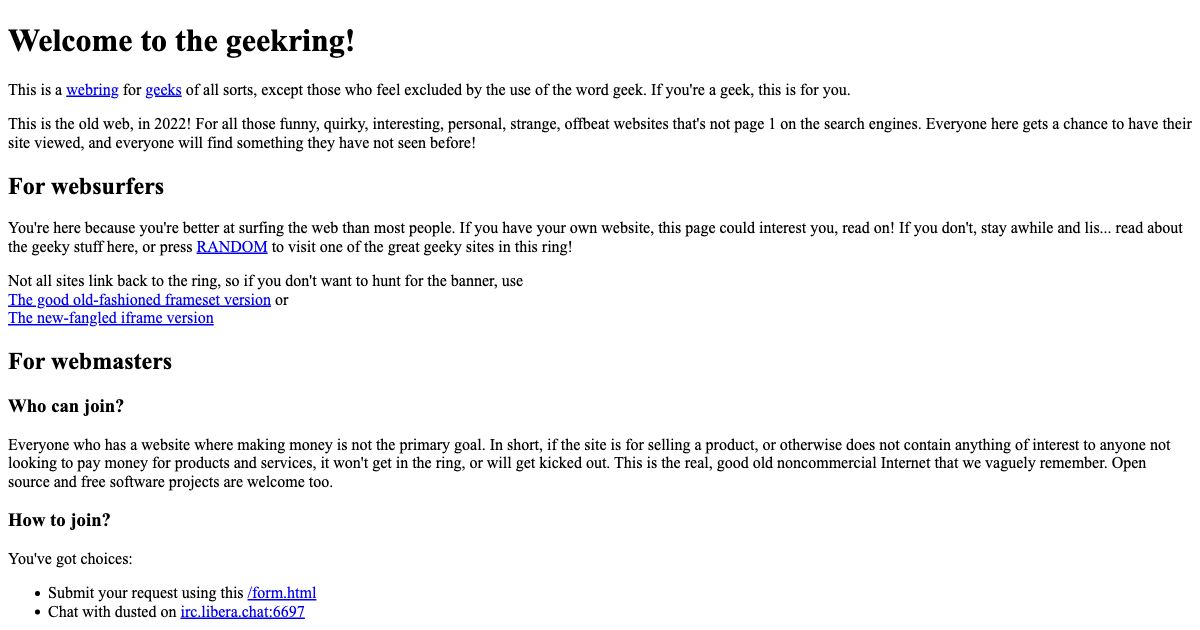 Welcome to the geekring!
This is a webring for geeks of all sorts, except those who feel excluded by the use of the word geek. If you're a geek, this is for you.
This is the old web, in 2022! For all those funny, quirky, interesting, personal, strange, offbeat websites that's not page 1 on the search engines. Everyone here gets a chance to have their
site viewed, and everyone will find something they have not seen before!
For websurfers
You're here because you're better at surfing the web than most people. If you have your own website, this page could interest you, read on! If you don't, stay awhile and lis... read about
the geeky stuff here, or press RANDOM to visit one of the great geeky sites in this ring!
Not all sites link back to the ring, so if you don't want to hunt for the banner, use
The good old-fashioned frameset version or
The new-fangled iframe version
For webmasters
Who can join?
Everyone who has a website where making money is not the primary goal. In short, if the site is for selling a product, or otherwise does not contain anything of interest to anyone not
looking to pay money for products and services, it won't get in the ring, or will get kicked out. This is the real, good old noncommercial Internet that we vaguely remember. Open
source and free software projects are welcome too.
How to join?
You've got choices:
• Submit your request using this /form.html
• Chat with dusted on irc.libera.chat:6697